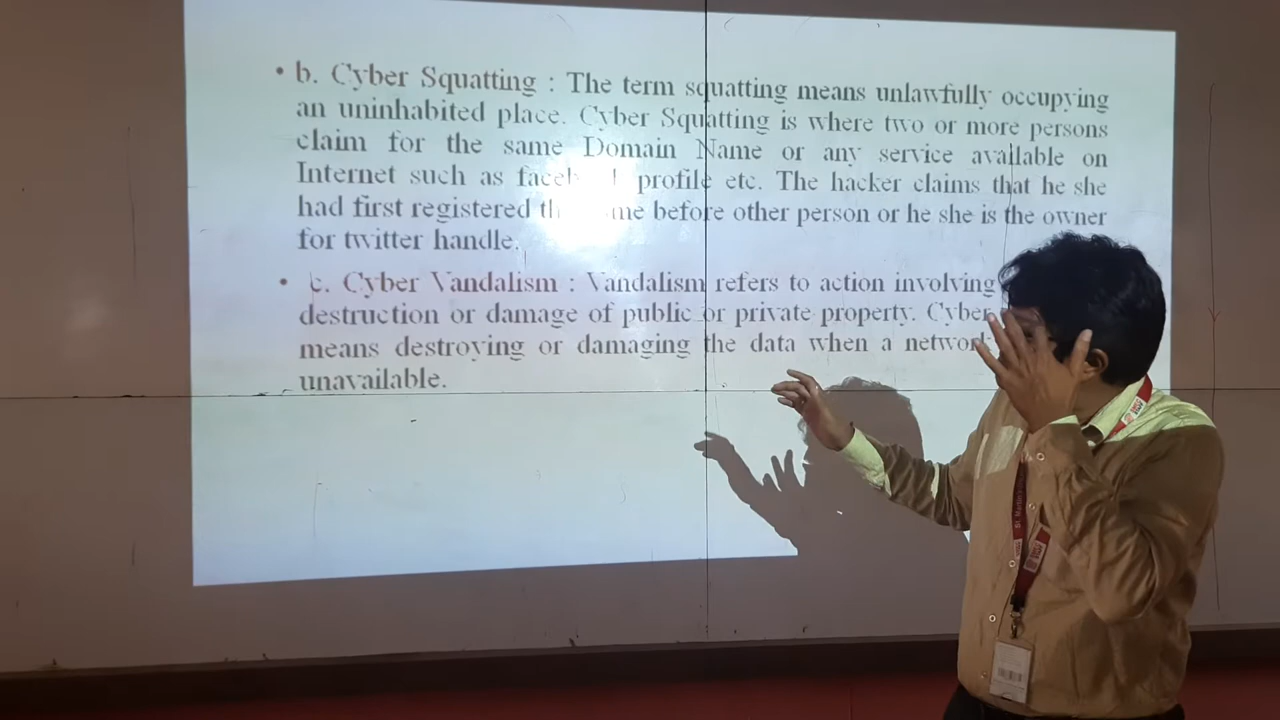 • b. Cyber Squatting : The term squatting means unlawfully occupying
an uninhabited place. Cyber Squatting is where two or more persons
claim for the same Domain Name or any service available on
Internet such as profile etc. The hacker claims that he she
had first registered before other person or he she is the owner
for twitter handle.
• c. Cyber Vandalism : Vandalism refers to action involving
destruction or damage of public or private property. Cyber
means destroying or damaging the data when a network
unavailable.